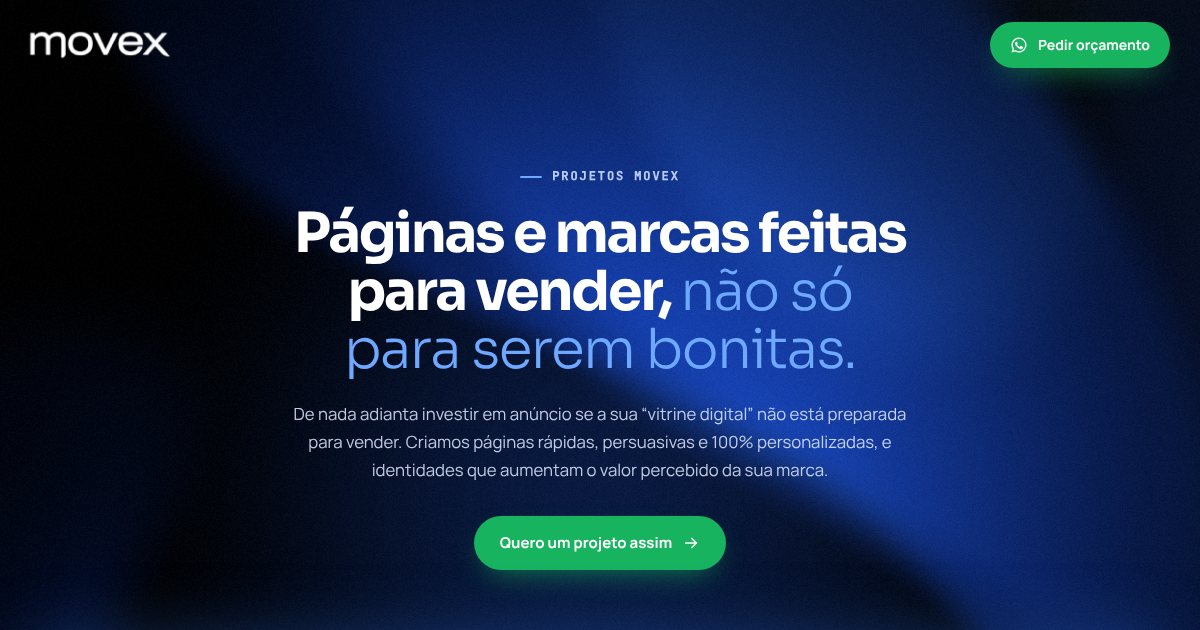 movex
Pedir orçamento
PROJETOS MOVEX
Páginas e marcas feitas
para vender, não só
para serem bonitas.
De nada adianta investir em anúncio se a sua “vitrine digital” não está preparada
para vender. Criamos páginas rápidas, persuasivas e 100% personalizadas, e
identidades que aumentam o valor percebido da sua marca.
Quero um projeto assim →